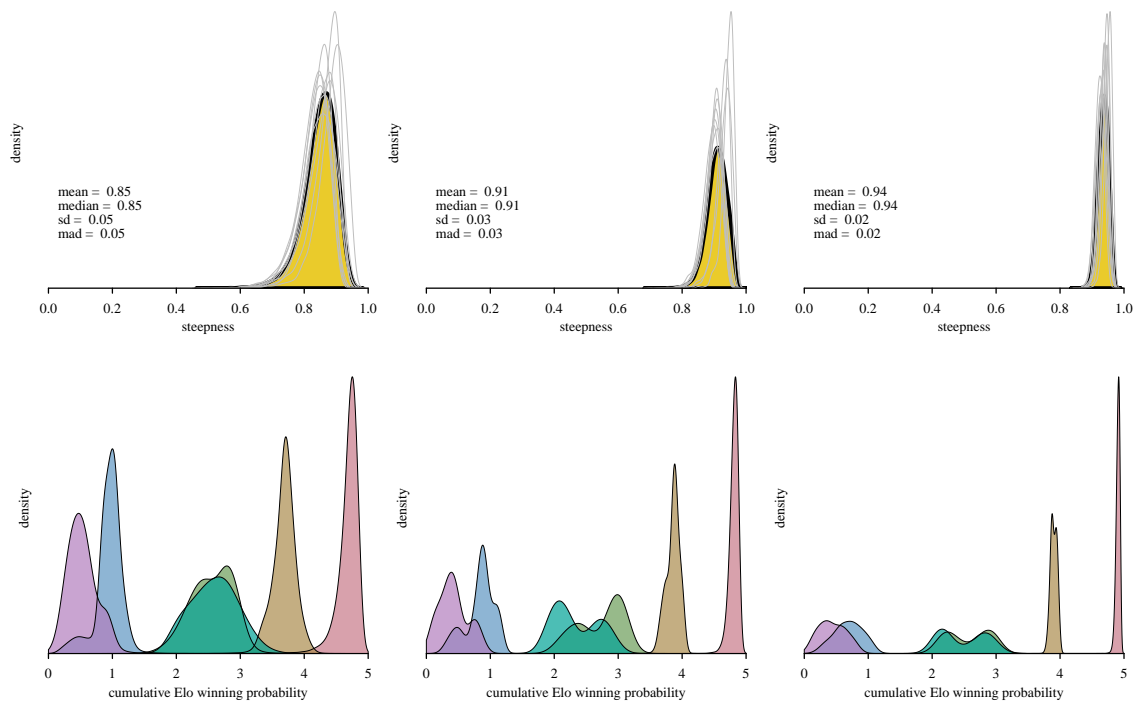 density
mean = 0.85
median = 0.85
sd = 0.05
mad = 0.05
0.0 0.2 0.4 0.6 0.8 1.0
steepness
density
mean = 0.91
median = 0.91
sd = 0.03
mad = 0.03
0.0 0.2 0.4 0.6 0.8 1.0
steepness
density
mean = 0.94
median = 0.94
sd = 0.02
mad = 0.02
0.0 0.2 0.4 0.6 0.8 1.0
steepness
density
0 1 2 3 4 5
cumulative Elo winning probability
density
0 1 2 3 4 5
cumulative Elo winning probability
density
0 1 2 3 4 5
cumulative Elo winning probability